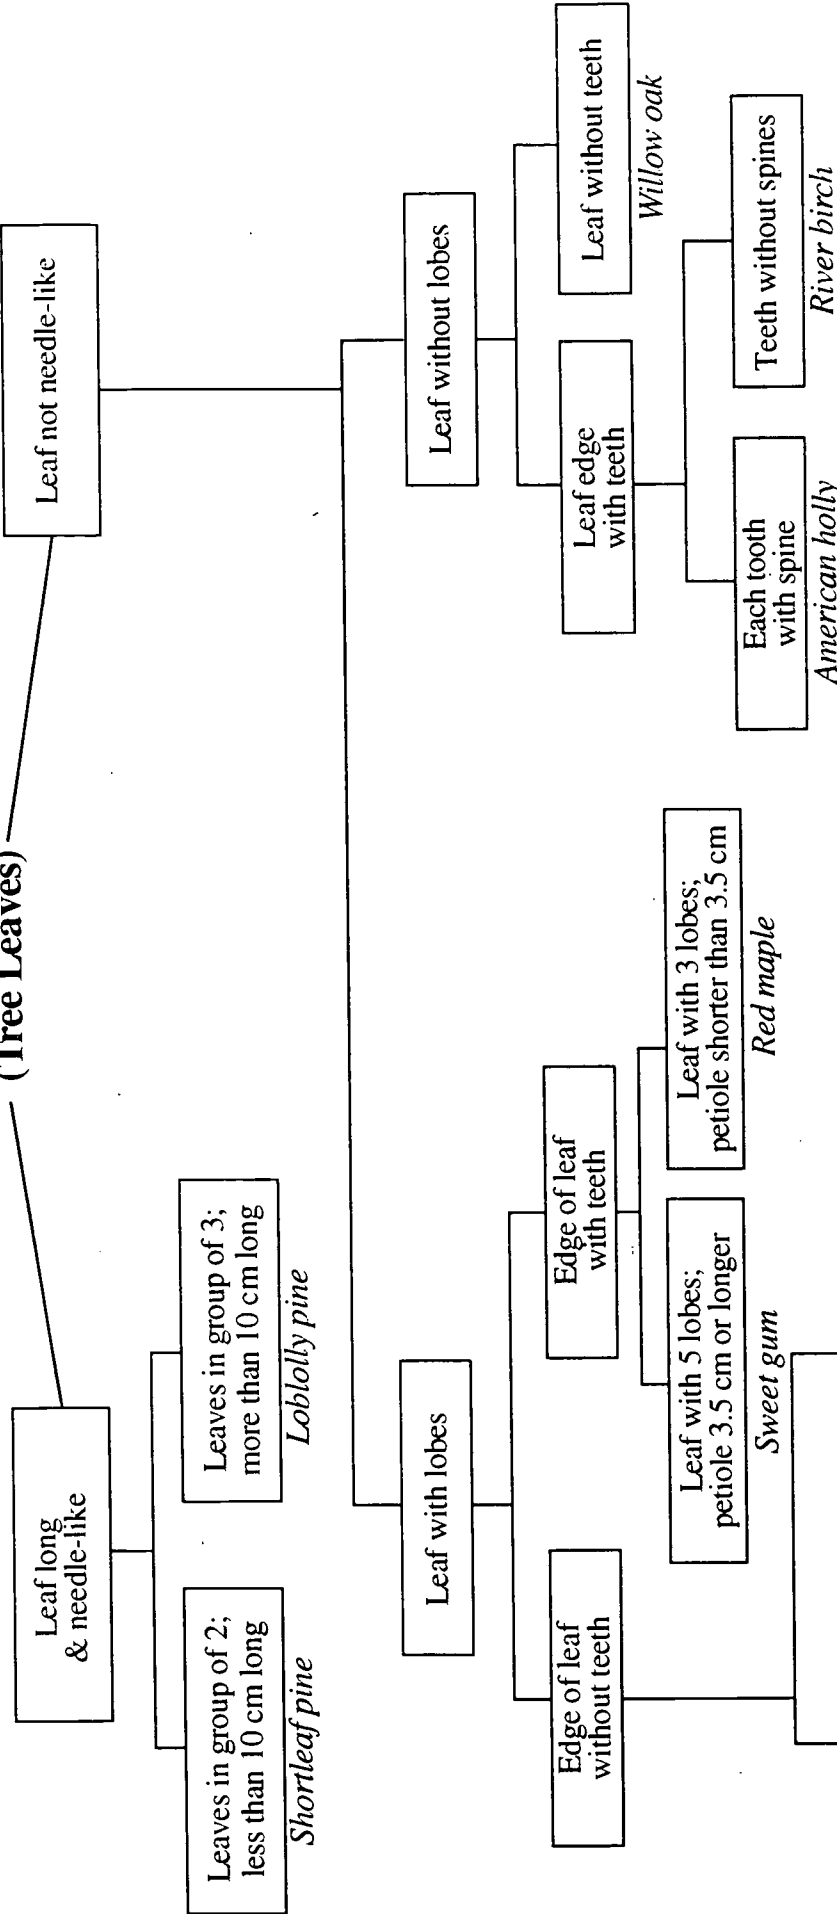 (Tree Leaves)
Leaf long
& needle-like
Leaf not needle-like
Leaves in group of 2;
less than 10 cm long
Shortleaf pine
Leaves in group of 3;
more than 10 cm long
Loblolly pine
Leaf with lobes
Leaf without lobes
Edge of leaf
without teeth
Edge of leaf
with teeth
Leaf edge
with teeth
Leaf without teeth
Willow oak
Leaf with 5 lobes;
petiole 3.5 cm or longer
Sweet gum
Leaf with 3 lobes;
petiole shorter than 3.5 cm
Red maple
Each tooth
with spine
American holly
Teeth without spines
River birch